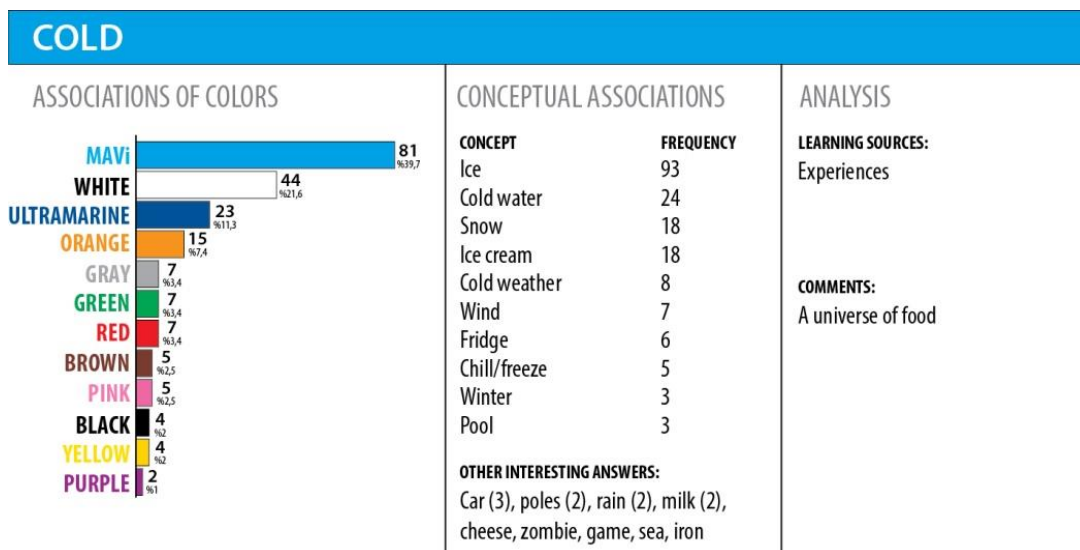 COLD
ASSOCIATIONS OF COLORS
MAVi 81 %39,7
WHITE 44 %21,6
ULTRAMARINE 23 %11,3
ORANGE 15 %7,4
GRAY 7 %3,4
GREEN 7 %3,4
RED 7 %3,4
BROWN 5 %2,5
PINK 5 %2,5
BLACK 4 %2
YELLOW 4 %2
PURPLE 2 %1
CONCEPTUAL ASSOCIATIONS
CONCEPT FREQUENCY
Ice 93
Cold water 24
Snow 18
Ice cream 18
Cold weather 8
Wind 7
Fridge 6
Chill/freeze 5
Winter 3
Pool 3
OTHER INTERESTING ANSWERS:
Car (3), poles (2), rain (2), milk (2),
cheese, zombie, game, sea, iron
ANALYSIS
LEARNING SOURCES:
Experiences
COMMENTS:
A universe of food